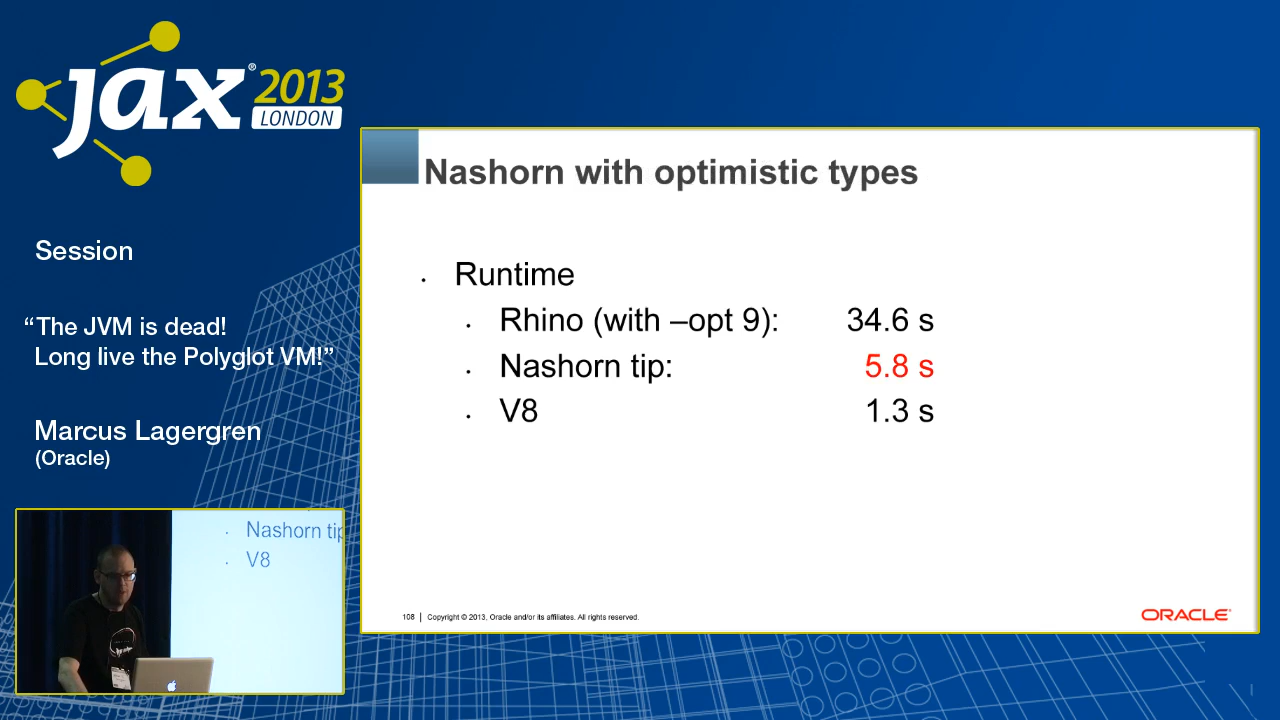 jax® 2013
LONDON
Session
“The JVM is dead!
Long live the Polyglot VM!”
Marcus Lagergren
(Oracle)
Nashorn with optimistic types
• Runtime
• Rhino (with –opt 9): 34.6 s
• Nashorn tip: 5.8 s
• V8 1.3 s
108 | Copyright © 2013, Oracle and/or its affiliates. All rights reserved.
ORACLE®
• Nashorn tip
• V8